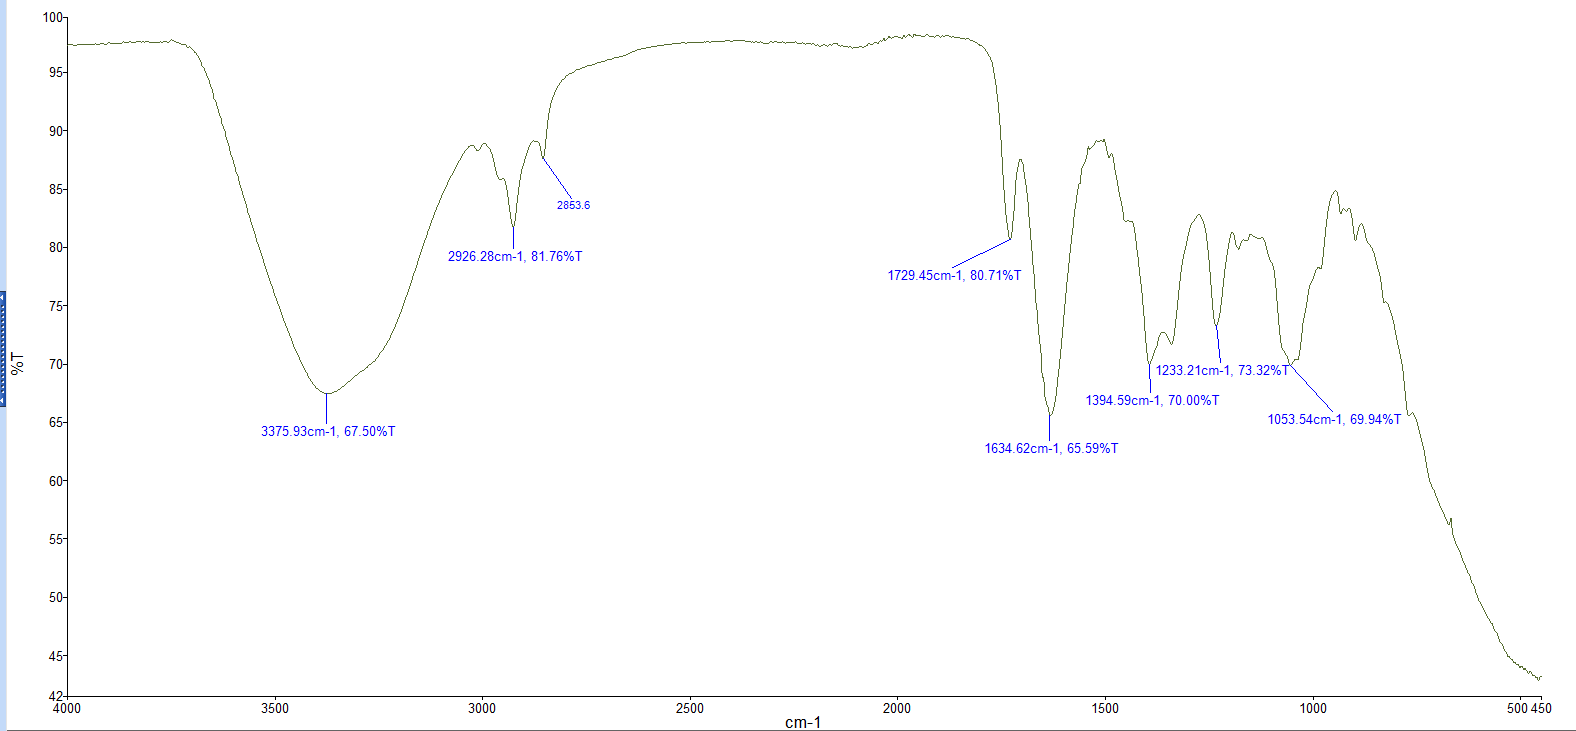 100
95
90
85
80
75
70
65
60
55
50
45
42
%T
2853.6
2926.28cm-1, 81.76%T
1729.45cm-1, 80.71%T
1233.21cm-1, 73.32%T
1394.59cm-1, 70.00%T
1053.54cm-1, 69.94%T
3375.93cm-1, 67.50%T
1634.62cm-1, 65.59%T
4000 3500 3000 2500 2000 1500 1000 500 450
cm-1